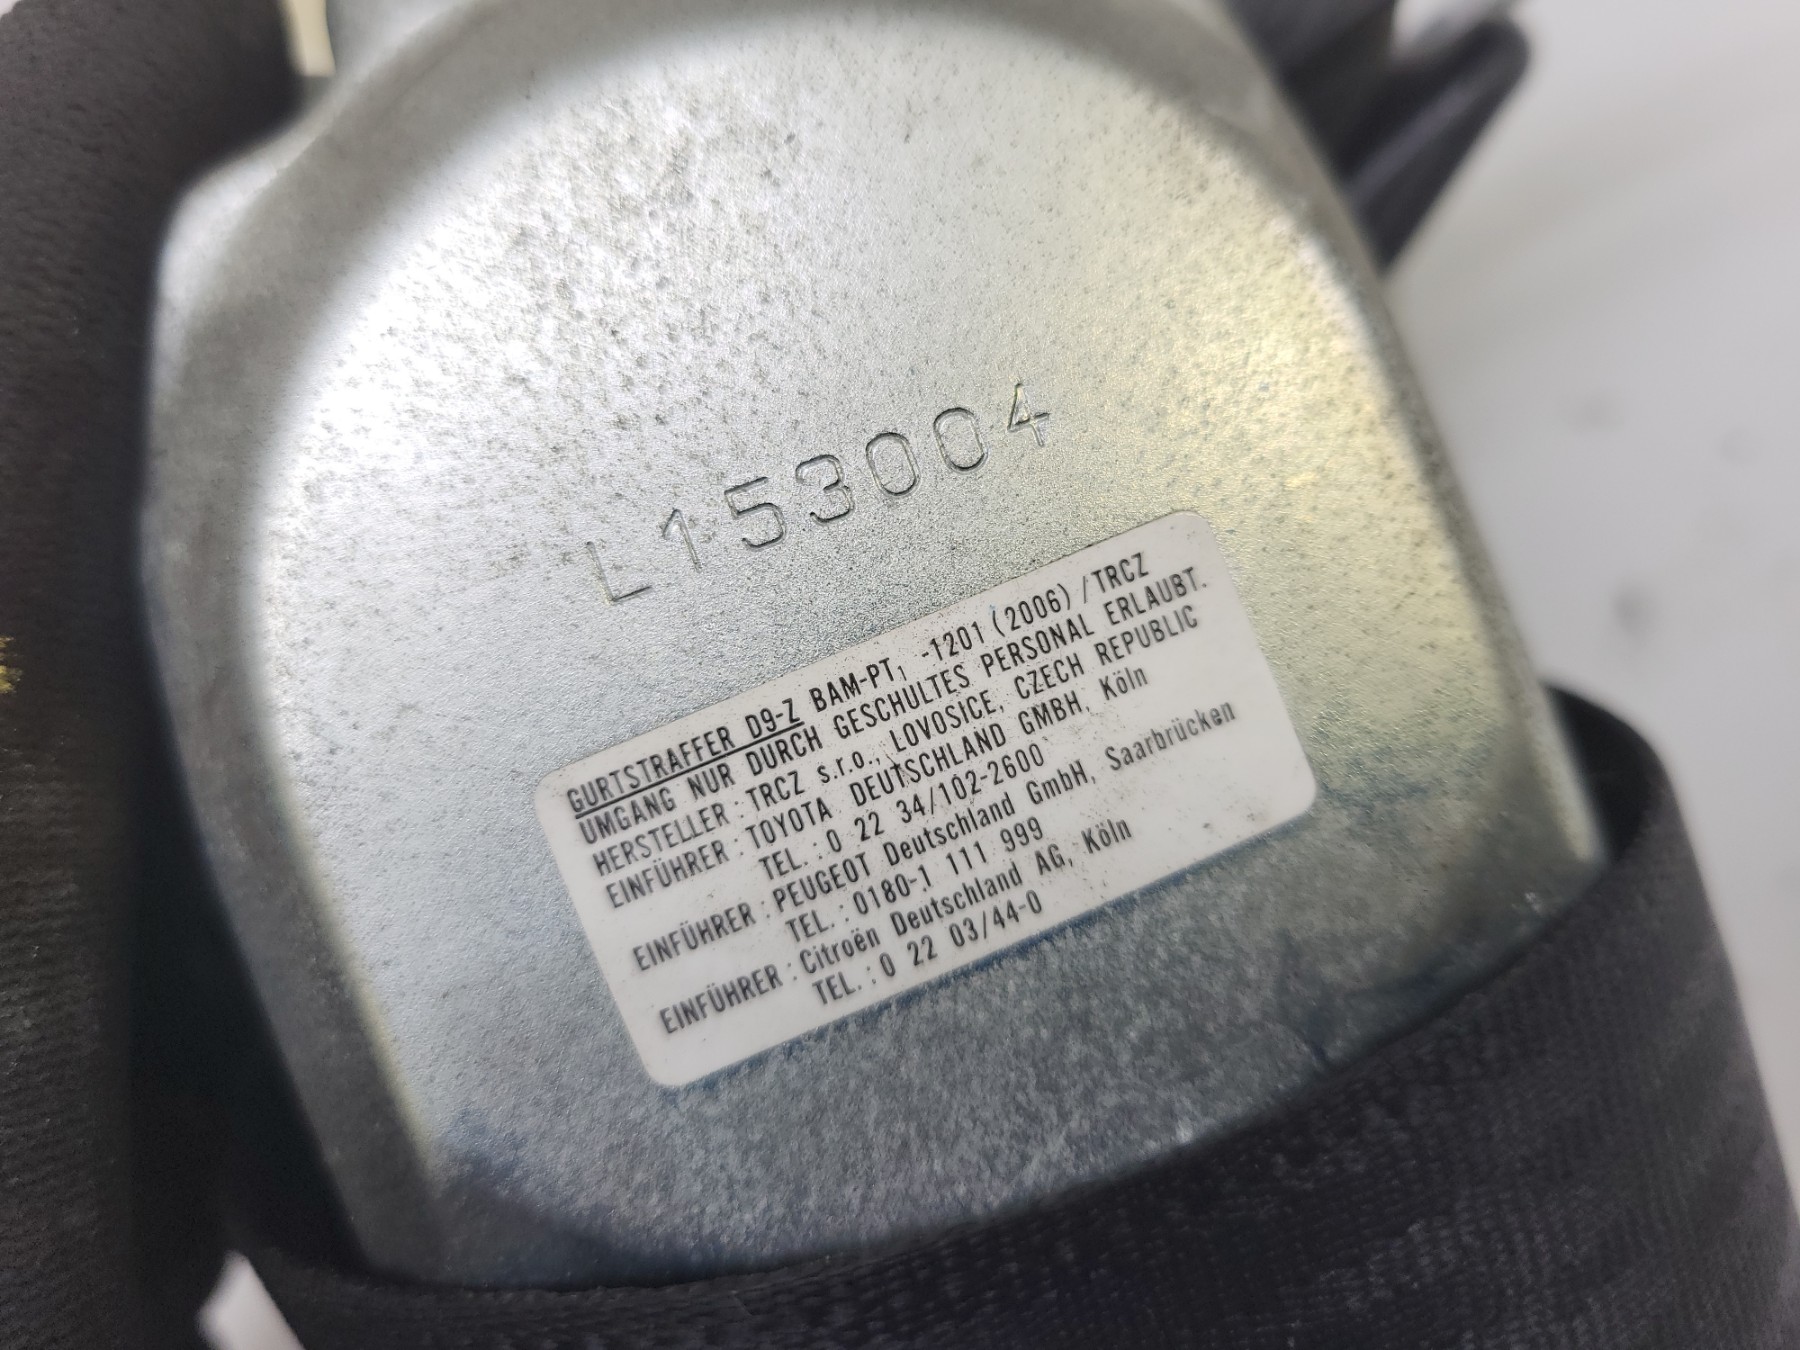 L153004
GURTSTRAFFER D9-Z BAM-PT₁ -1201 (2006) /TRCZ
UMGANG NUR DURCH GESCHULTES PERSONAL ERLAUBT.
HERSTELLER : TRCZ s.r.o., LOVOSICE, CZECH REPUBLIC
EINFÜHRER : TOYOTA DEUTSCHLAND GMBH, Köln
TEL. : 0 22 34/102-2600
EINFÜHRER : PEUGEOT Deutschland GmbH, Saarbrücken
TEL. : 0180-1 111 999
EINFÜHRER : Citroën Deutschland AG, Köln
TEL. : 0 22 03/44-0